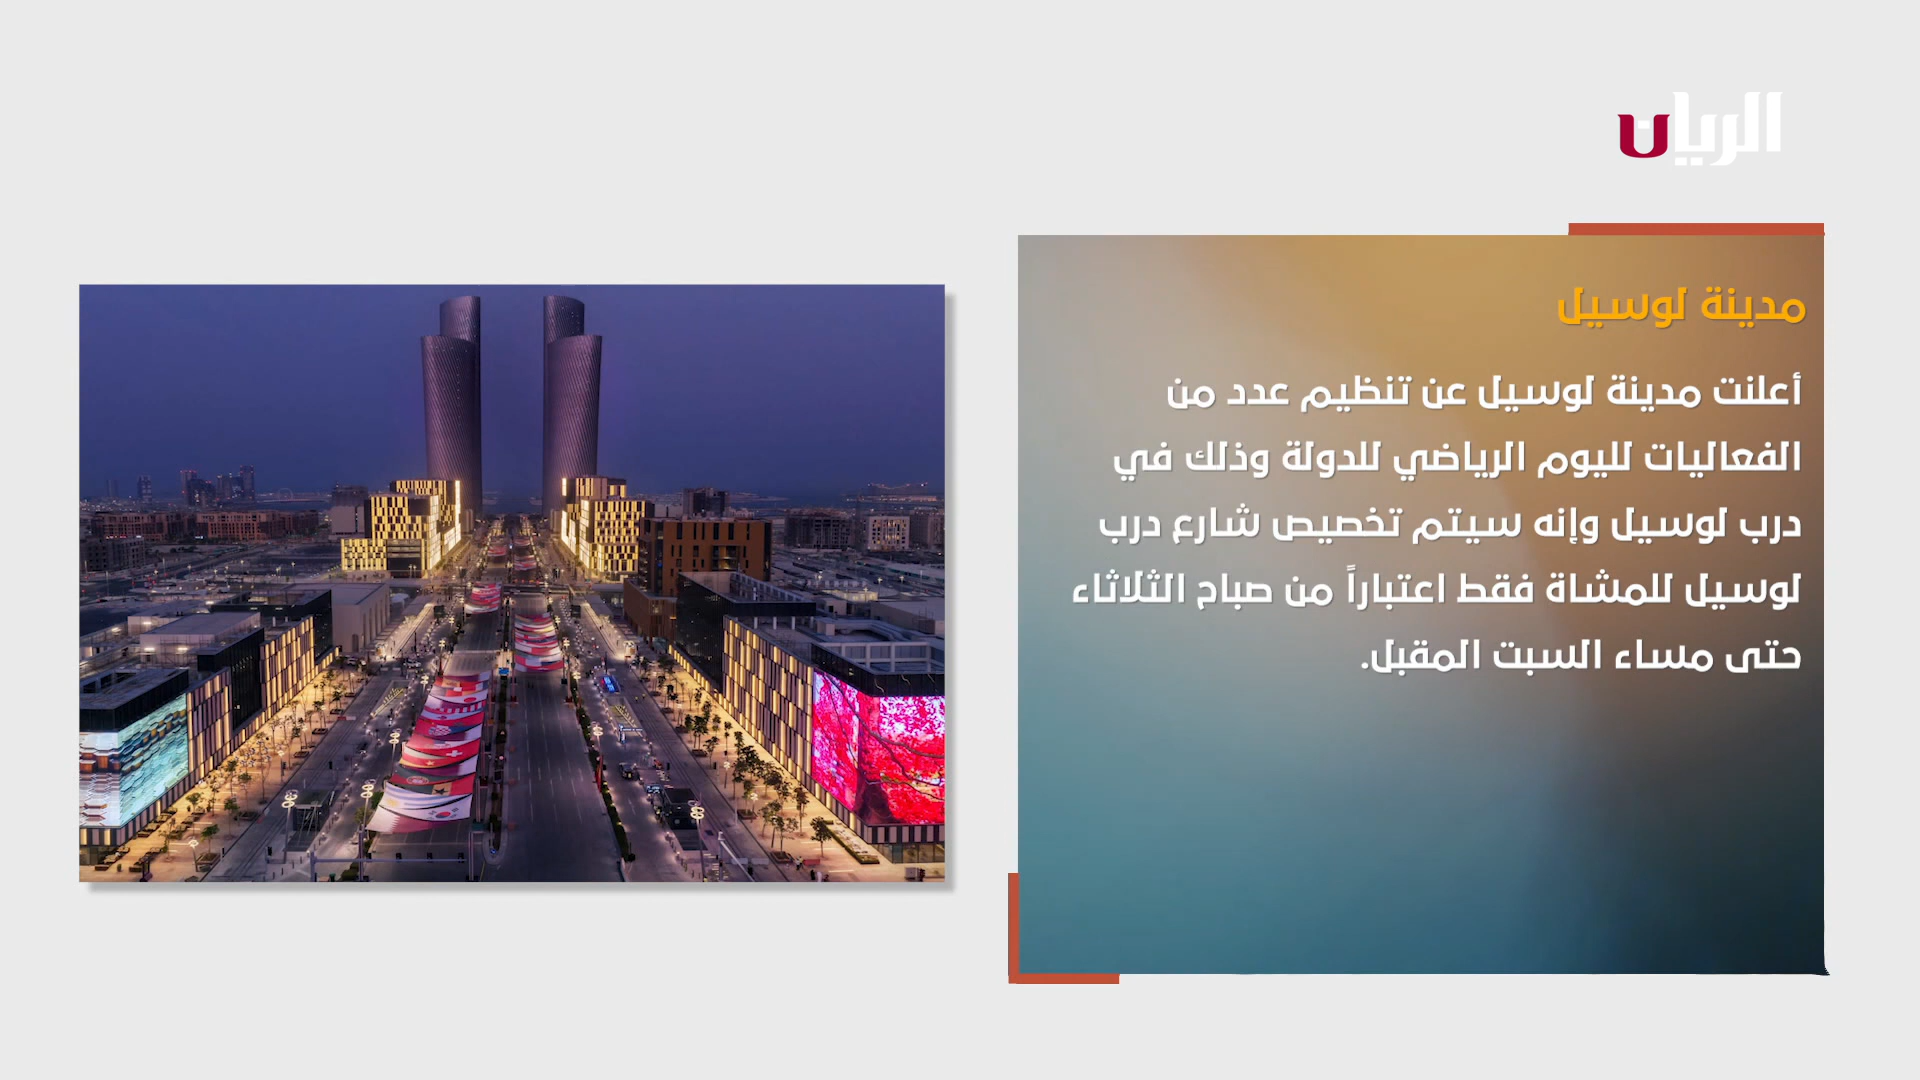 الريان
مدينة لوسيل
أعلنت مدينة لوسيل عن تنظيم عدد من
الفعاليات لليوم الرياضي للدولة وذلك في
درب لوسيل وإنه سيتم تخصيص شارع درب
لوسيل للمشاة فقط اعتباراً من صباح الثلاثاء
حتى مساء السبت المقبل.